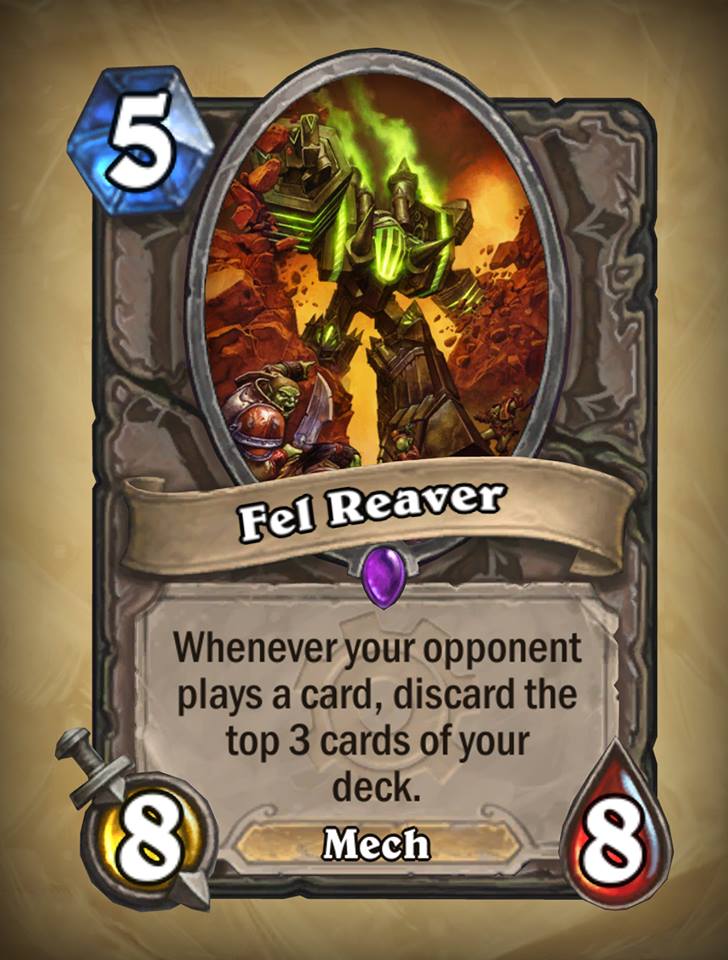 5
Fel Reaver
Whenever your opponent
plays a card, discard the
top 3 cards of your
deck.
8
Mech
8